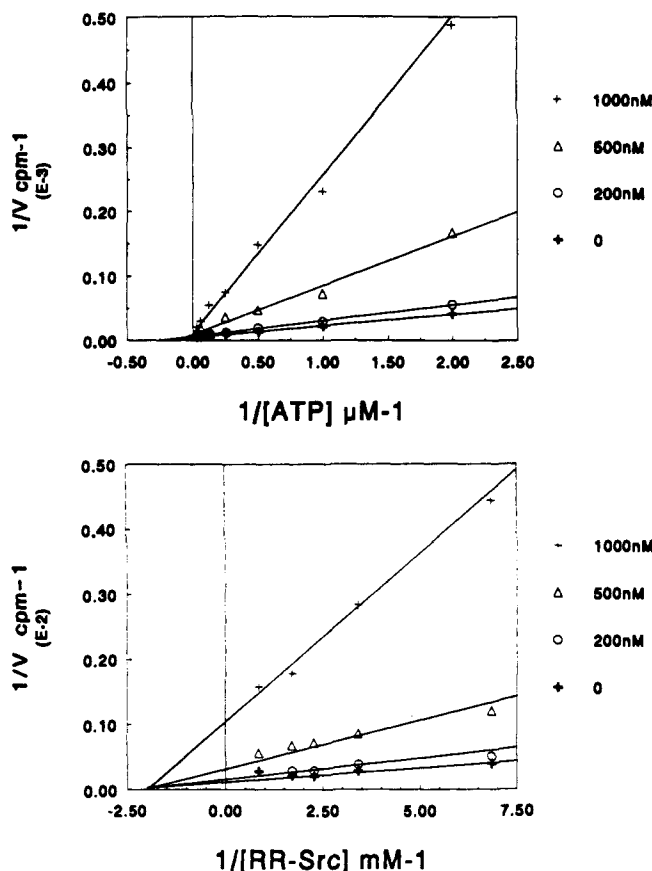 0.50
0.40
0.30
0.20
0.10
0.00
1/V cpm-1
(E-3)
-0.50 0.00 0.50 1.00 1.50 2.00 2.50
1/[ATP] µM-1
1000nM
500nM
200nM
0
0.50
0.40
0.30
0.20
0.10
0.00
1/V cpm-1
(E-2)
-2.50 0.00 2.50 5.00 7.50
1/[RR-Src] mM-1
1000nM
500nM
200nM
0